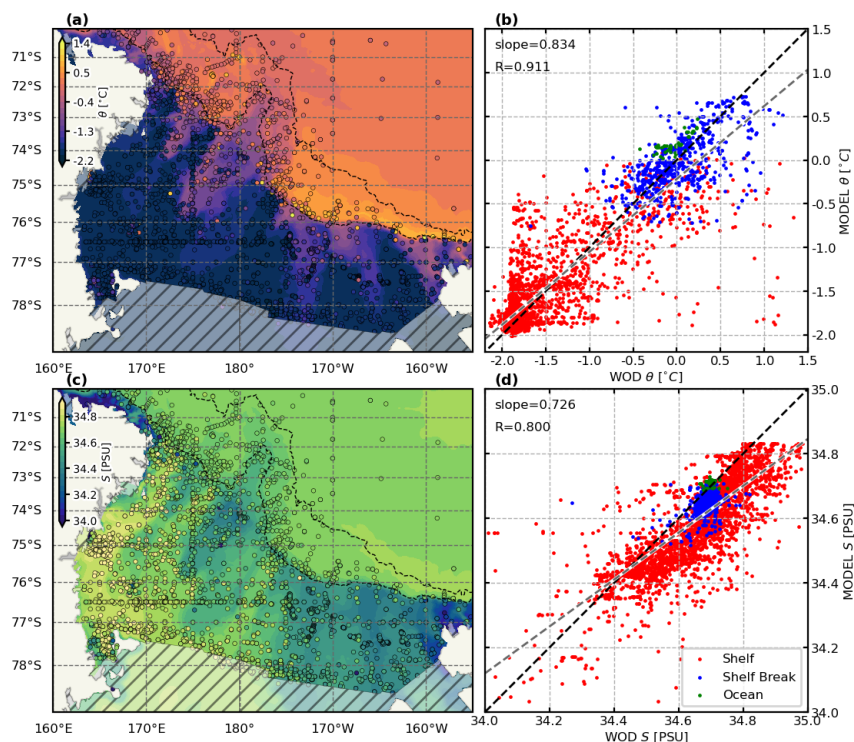 (a)
71°S
72°S
73°S
74°S
75°S
76°S
77°S
78°S
160°E
170°E
180°
170°W
160°W
1.4
0.5
-0.4
-1.3
-2.2
θ [°C]
(b)
slope=0.834
R=0.911
1.5
1.0
0.5
0.0
-0.5
-1.0
-1.5
-2.0
MODEL θ [°C]
-2.0 -1.5 -1.0 -0.5 0.0 0.5 1.0 1.5
WOD θ [°C]
(c)
71°S
72°S
73°S
74°S
75°S
76°S
77°S
78°S
160°E
170°E
180°
170°W
160°W
34.8
34.6
34.4
34.2
34.0
S [PSU]
(d)
slope=0.726
R=0.800
35.0
34.8
34.6
34.4
34.2
34.0
MODEL S [PSU]
Shelf
Shelf Break
Ocean
34.0 34.2 34.4 34.6 34.8 35.0
WOD S [PSU]